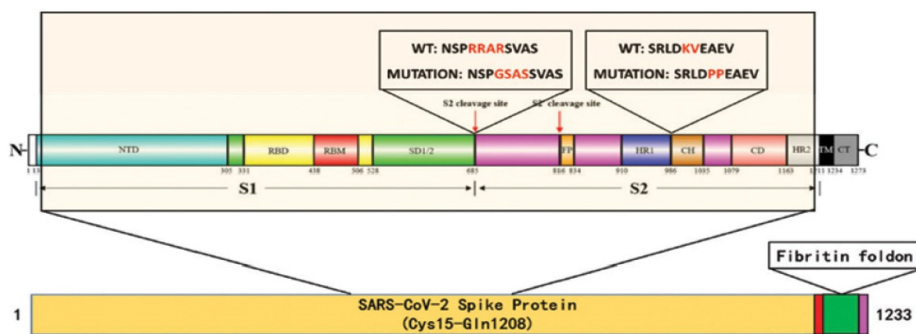 WT: NSPRRARSVAS
MUTATION: NSPGSASSVAS
WT: SRLDKVEAEV
MUTATION: SRLDPPEAEV
S2 cleavage site
S2' cleavage site
N NTD RBD RBM SD1/2 FP HR1 CH CD HR2 TM CT C
1 13 305 331 438 506 528 685 816 834 910 986 1035 1079 1163 1211 1234 1273
S1 S2
Fibritin foldon
1 SARS-CoV-2 Spike Protein 1233
(Cys15-Gln1208)